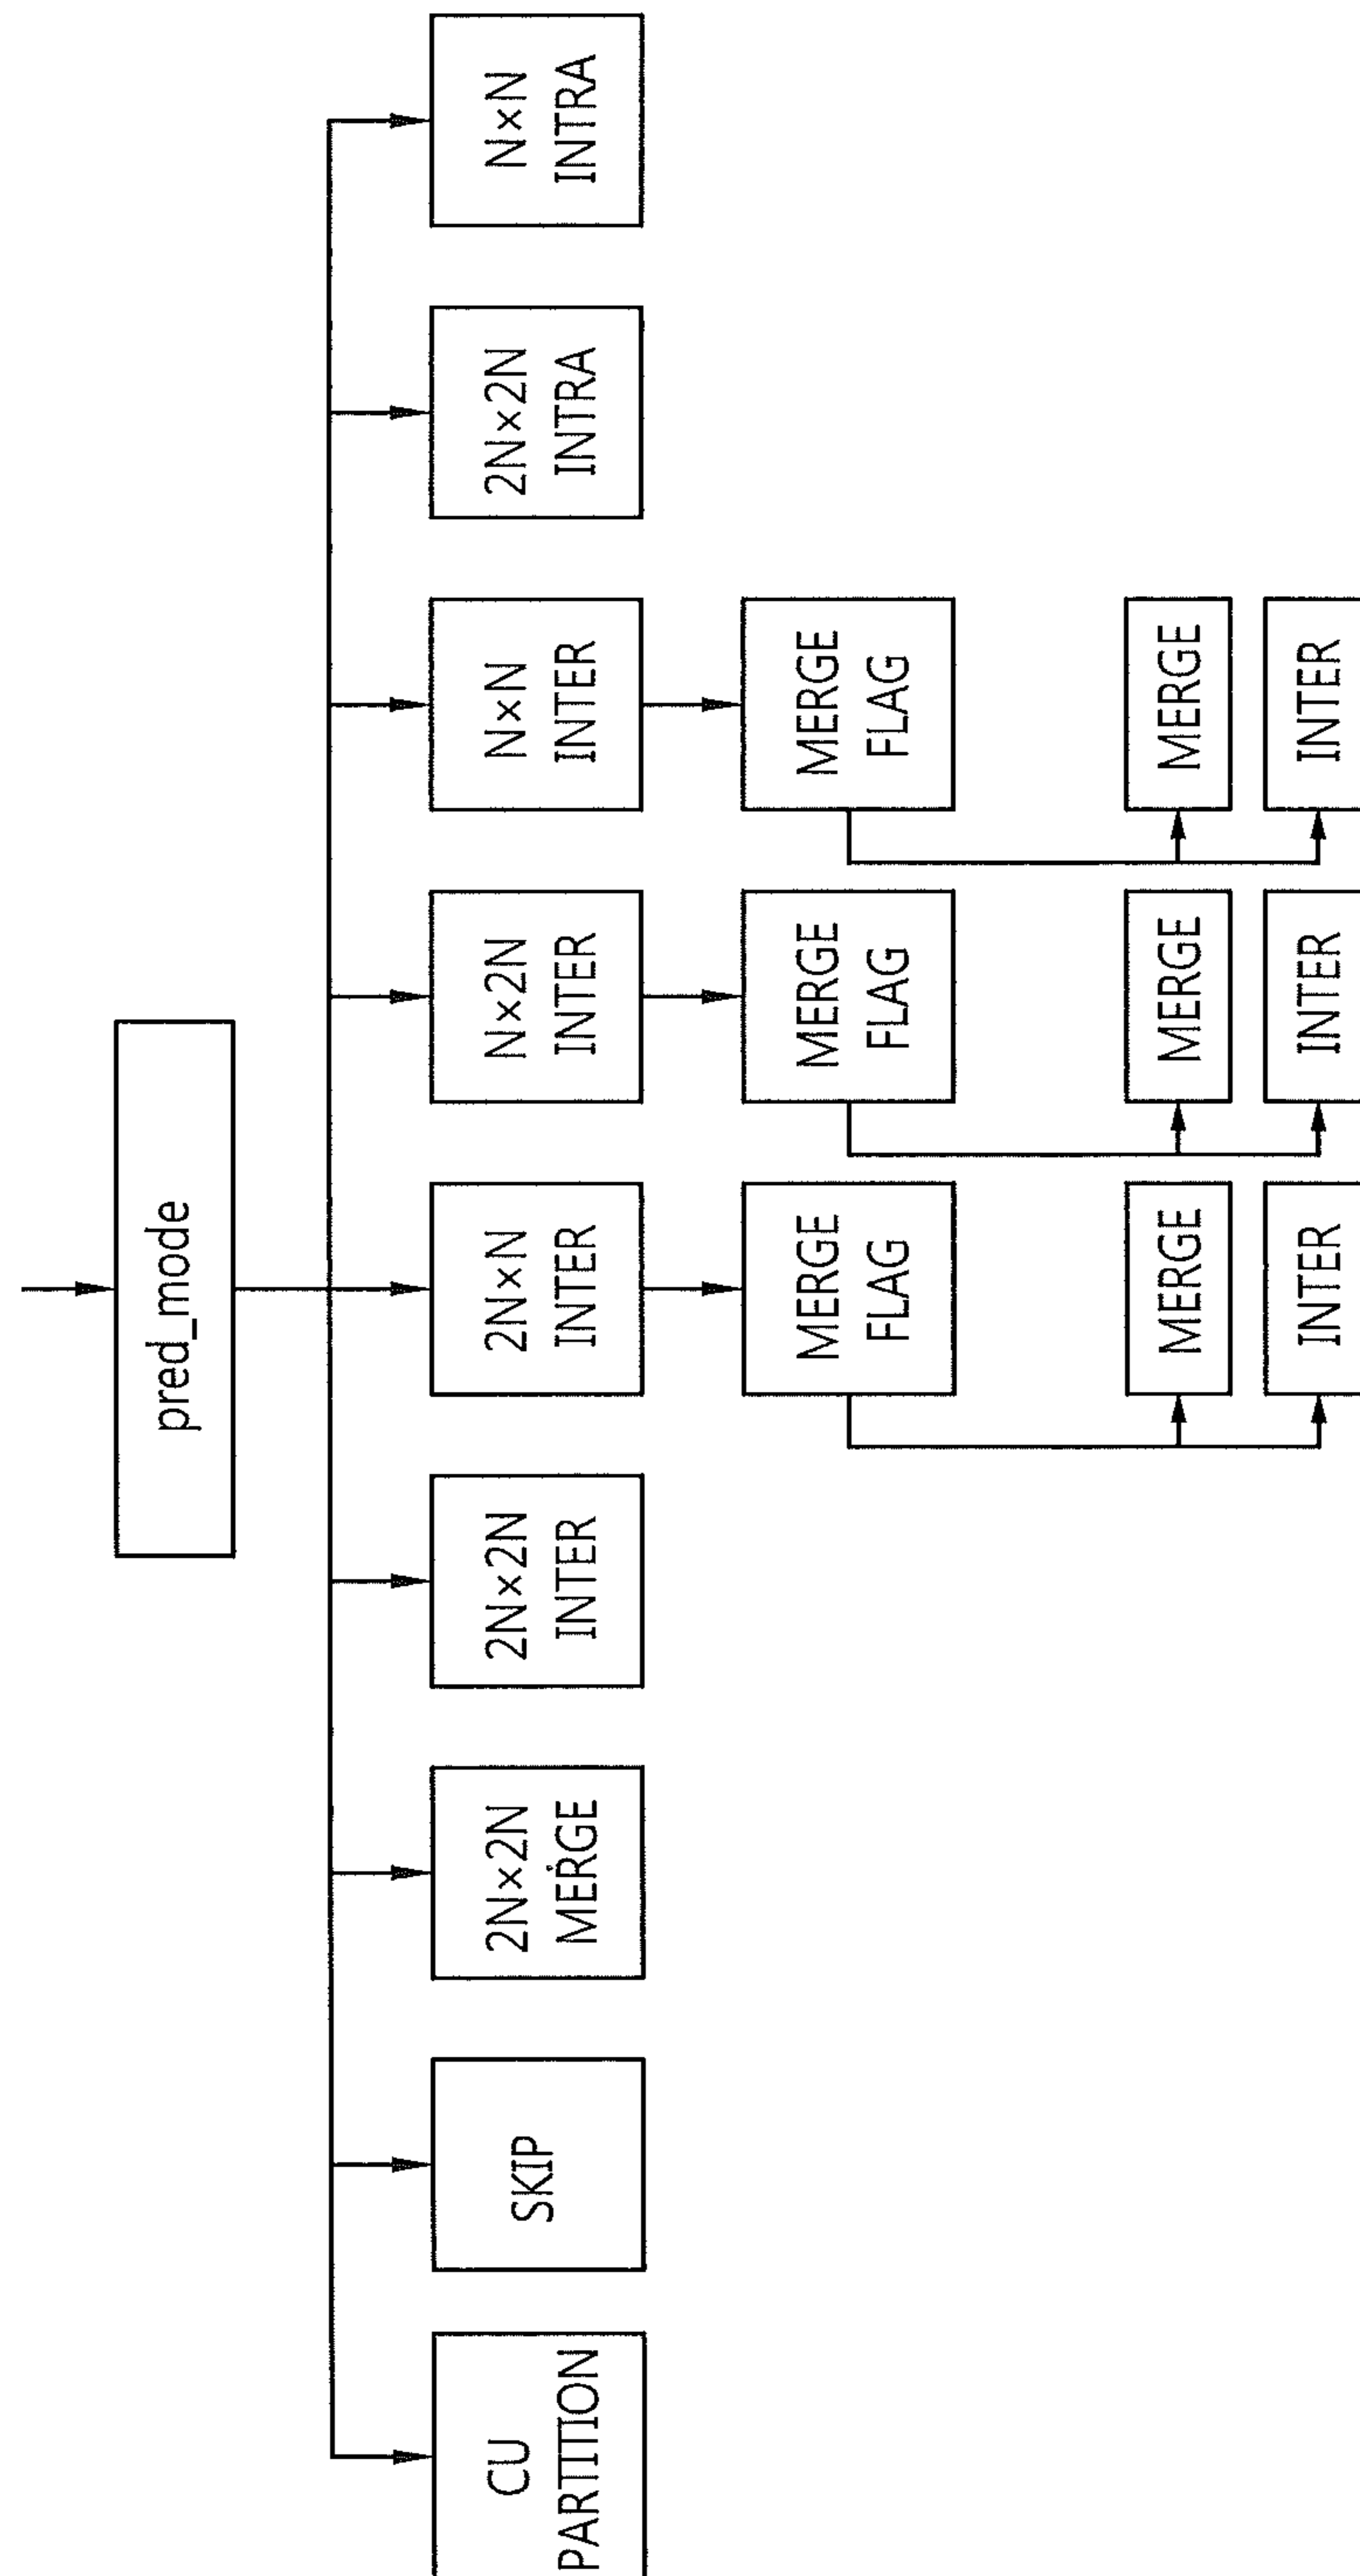 pred_mode
CU
PARTITION
SKIP
2N×2N
MERGE
2N×2N
INTER
2N×N
INTER
N×2N
INTER
N×N
INTER
2N×2N
INTRA
N×N
INTRA
MERGE
FLAG
MERGE
FLAG
MERGE
FLAG
MERGE
MERGE
MERGE
INTER
INTER
INTER